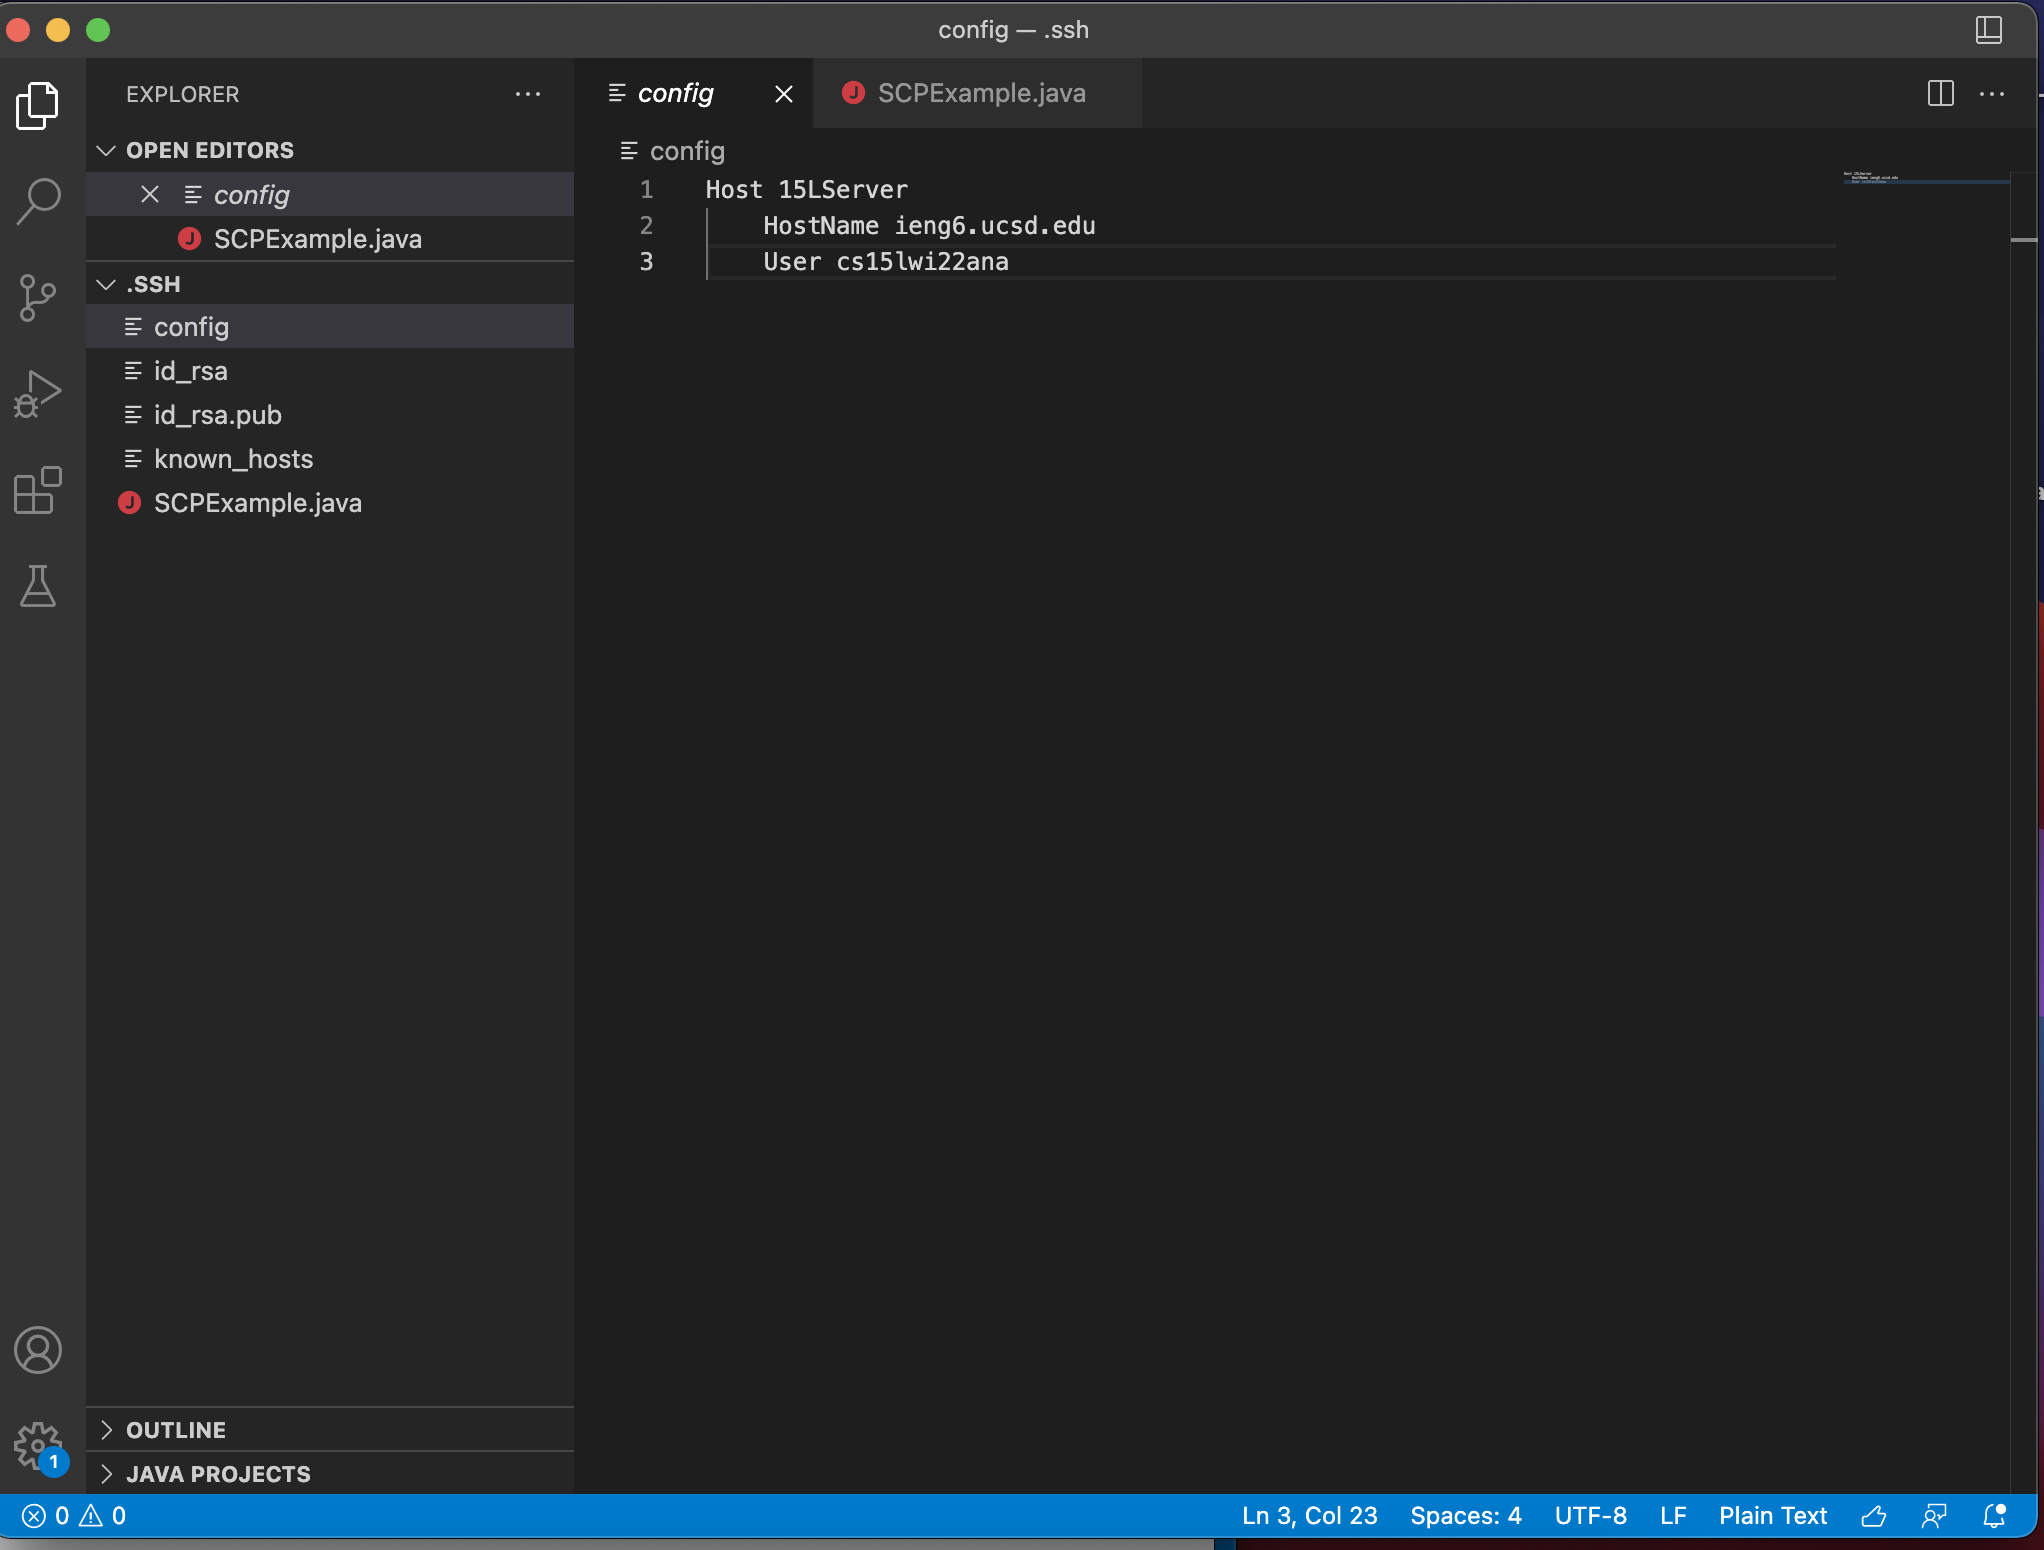 config — .ssh
EXPLORER
OPEN EDITORS
config
SCPExample.java
.SSH
config
id_rsa
id_rsa.pub
known_hosts
SCPExample.java
OUTLINE
JAVA PROJECTS
config
SCPExample.java
config
1 Host 15LServer
2 HostName ieng6.ucsd.edu
3 User cs15lwi22ana
1
0 0
Ln 3, Col 23 Spaces: 4 UTF-8 LF Plain Text